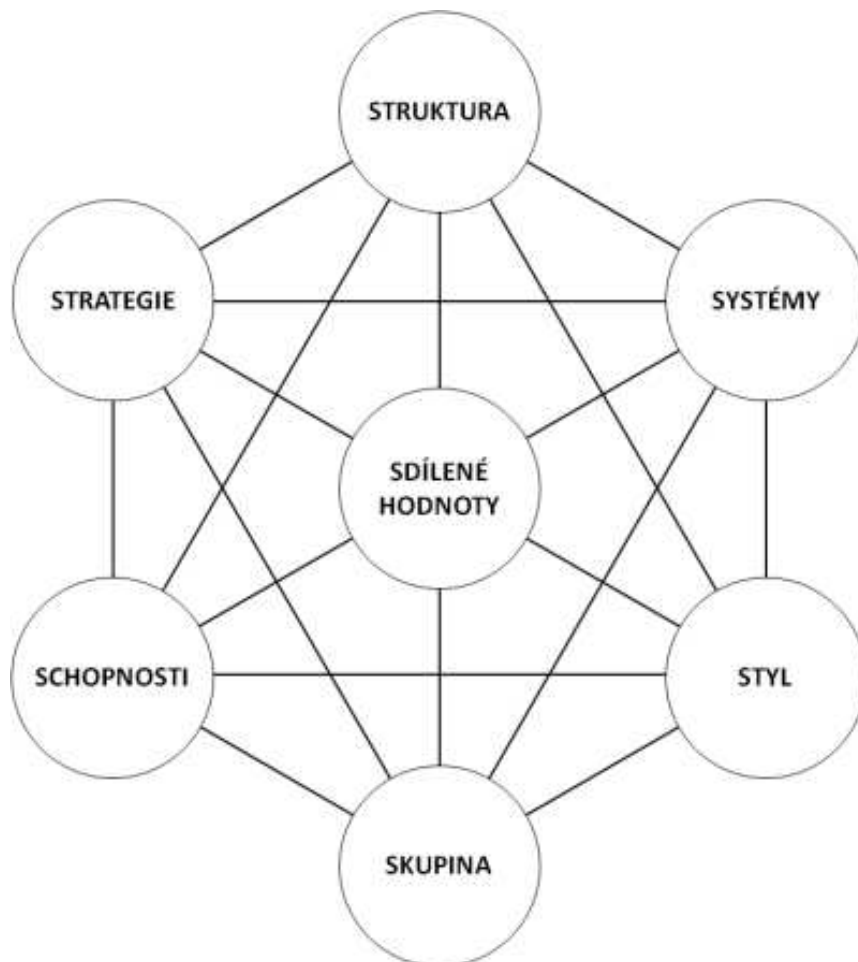 STRUKTURA
STRATEGIE
SYSTÉMY
SDÍLENÉ
HODNOTY
SCHOPNOSTI
STYL
SKUPINA